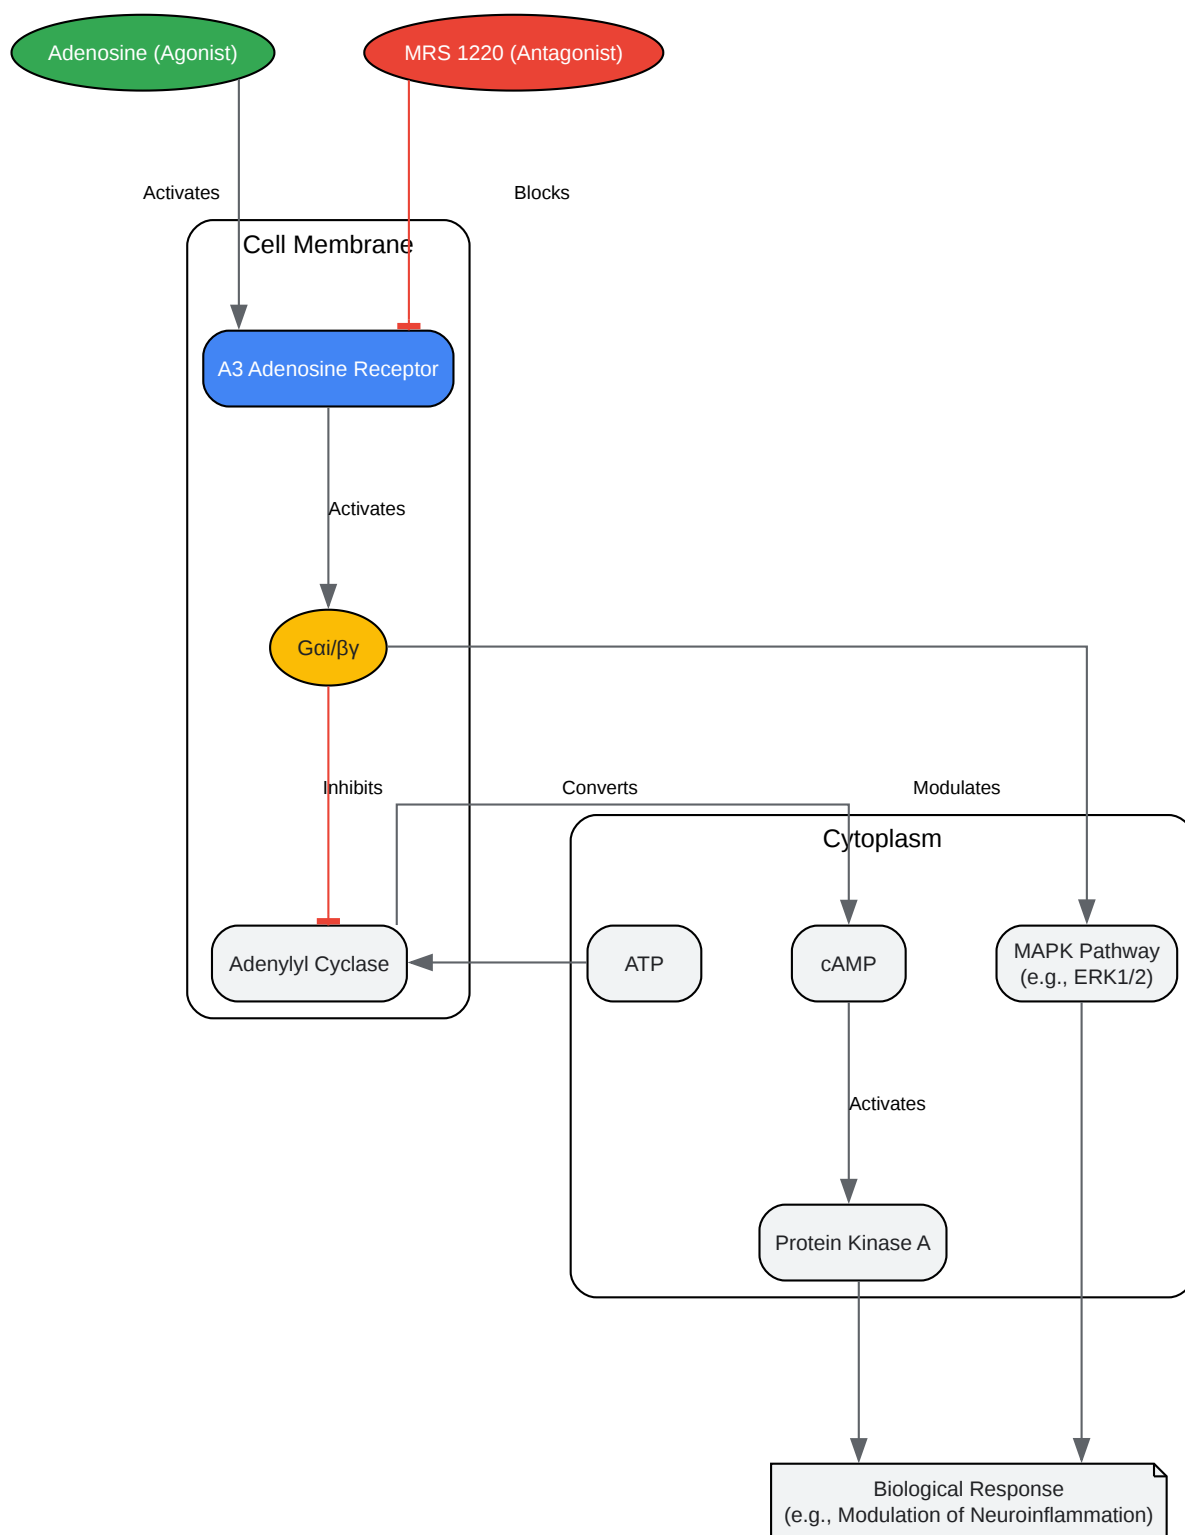 Adenosine (Agonist)
MRS 1220 (Antagonist)
Activates
Blocks
Cell Membrane
A3 Adenosine Receptor
Activates
Gαi/βγ
Inhibits
Converts
Modulates
Cytoplasm
Adenylyl Cyclase
ATP
cAMP
MAPK Pathway
(e.g., ERK1/2)
Activates
Protein Kinase A
Biological Response
(e.g., Modulation of Neuroinflammation)